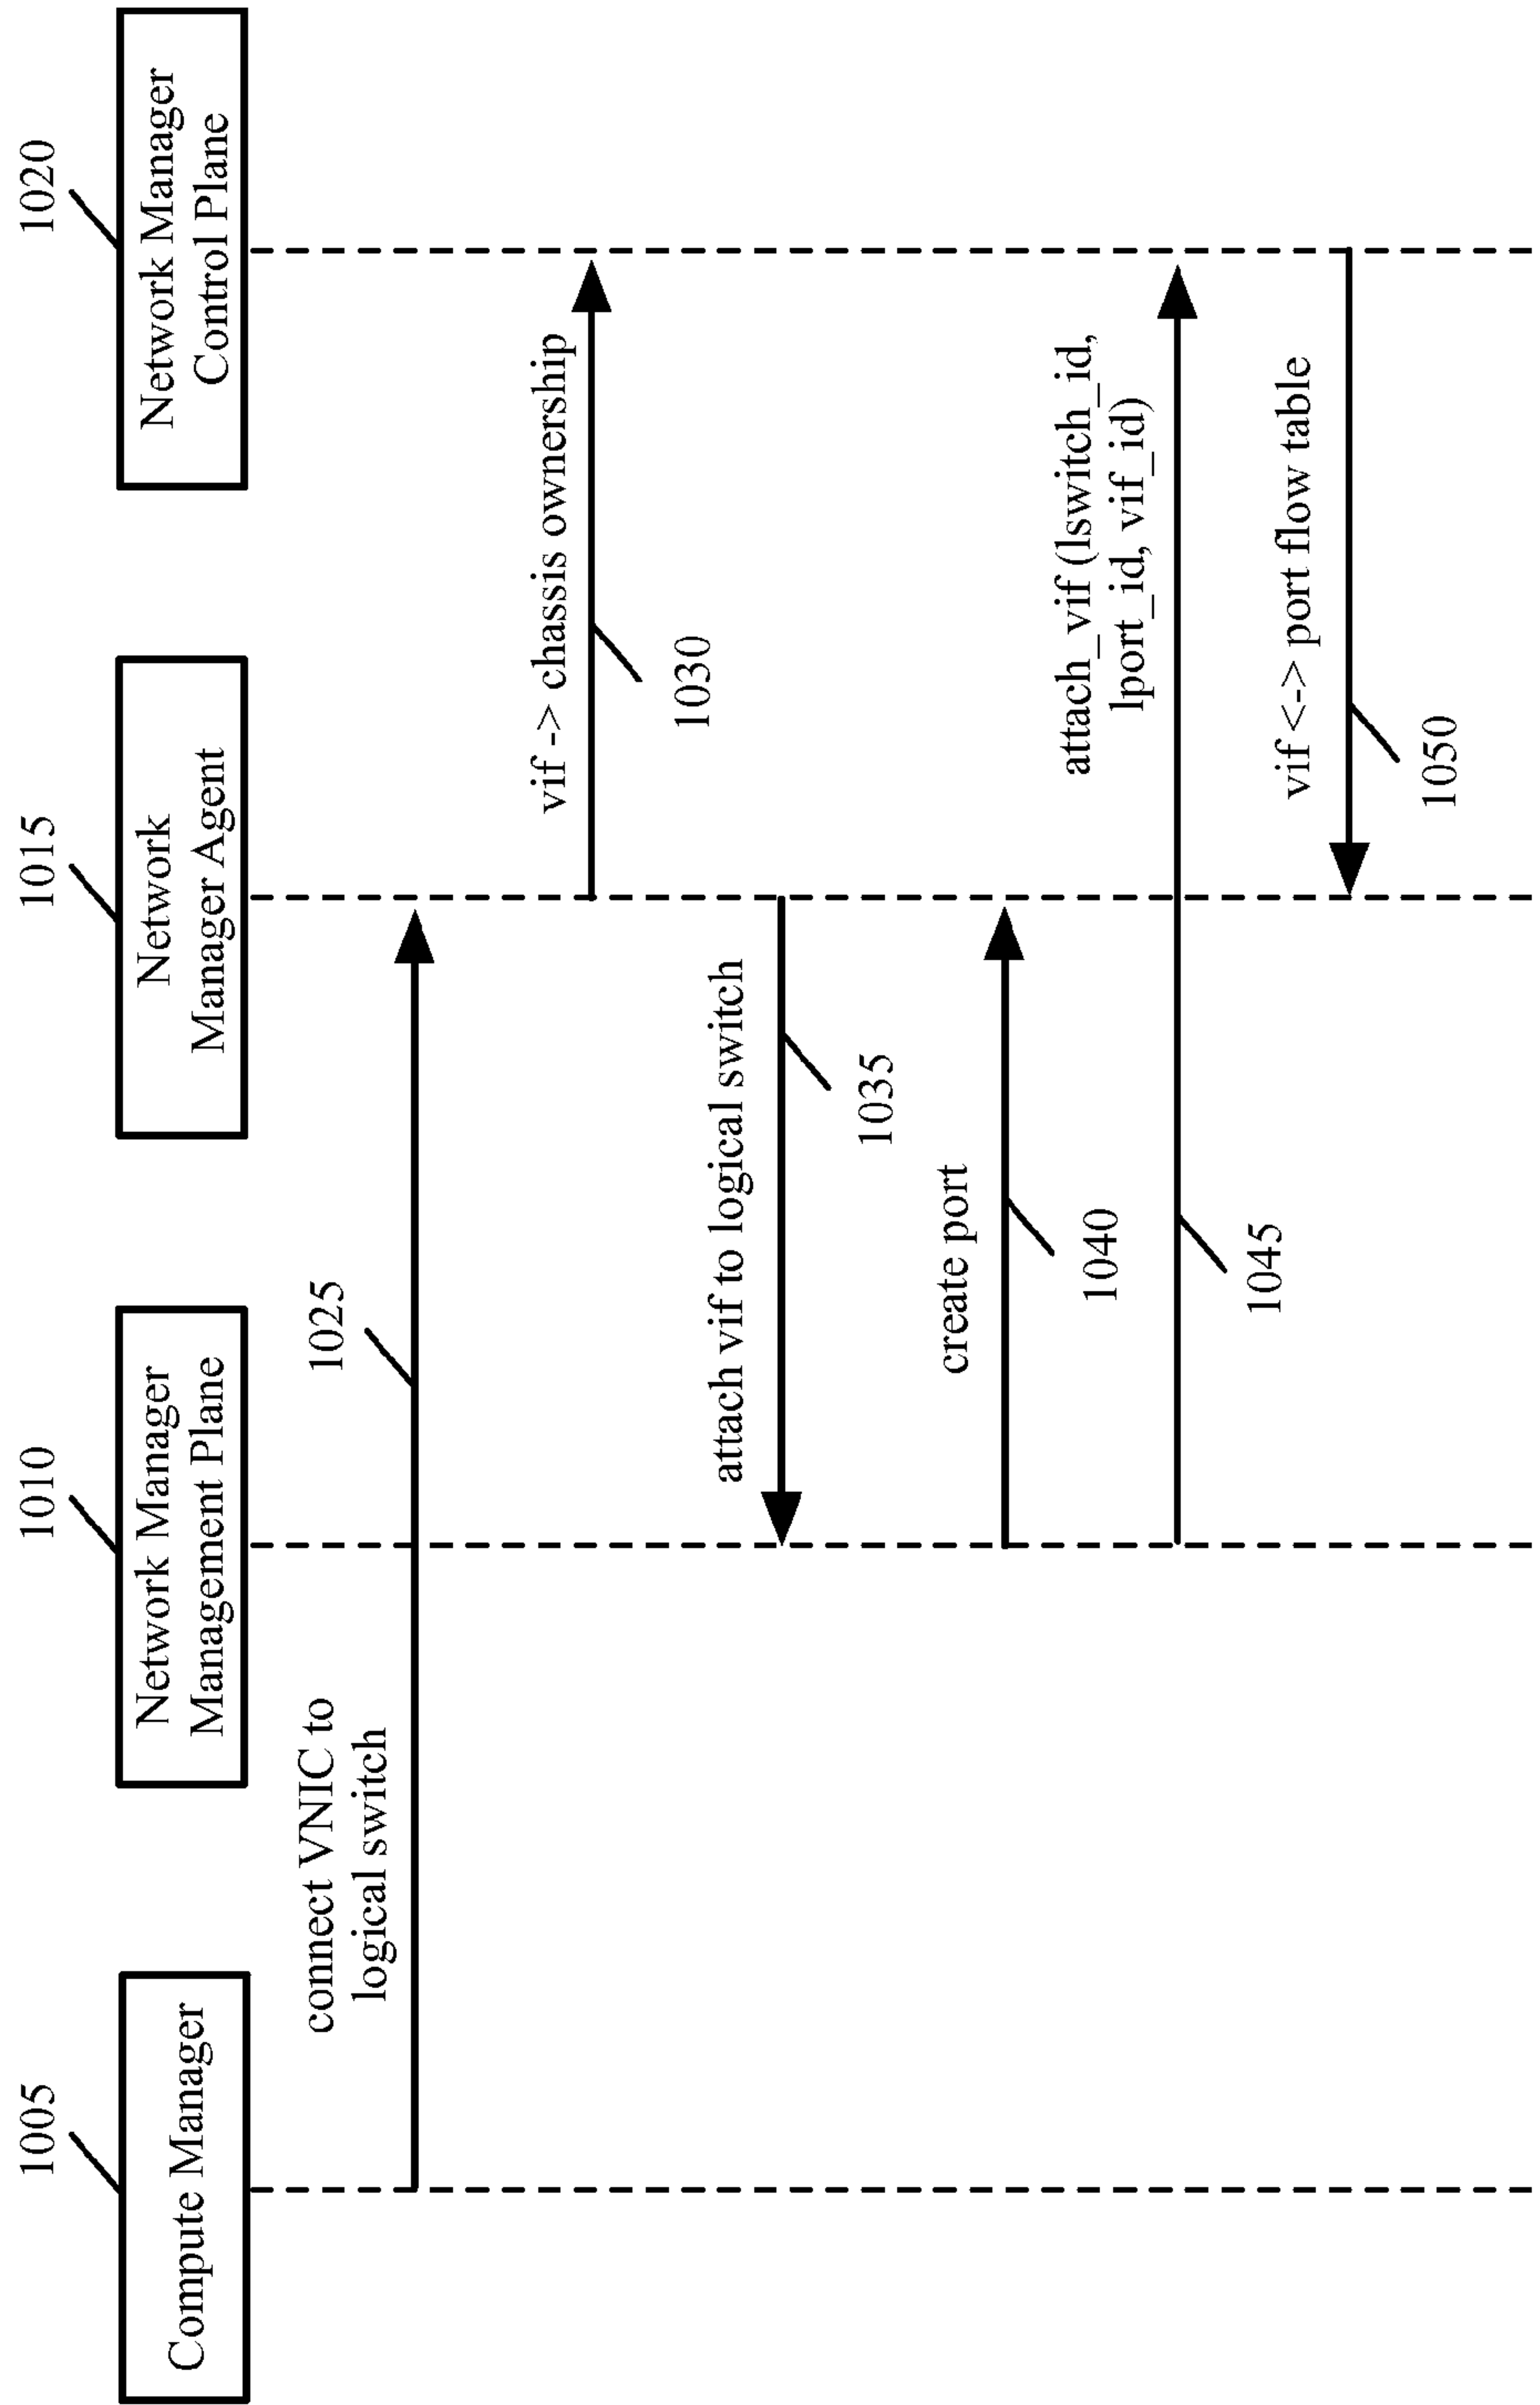 1005
1010
1015
1020
Compute Manager
Network Manager
Management Plane
Network
Manager Agent
Network Manager
Control Plane
connect VNIC to
logical switch
1025
vif -> chassis ownership
1030
attach vif to logical switch
1035
create port
1040
attach_vif (lswitch_id,
lport_id, vif_id)
1045
vif <-> port flow table
1050